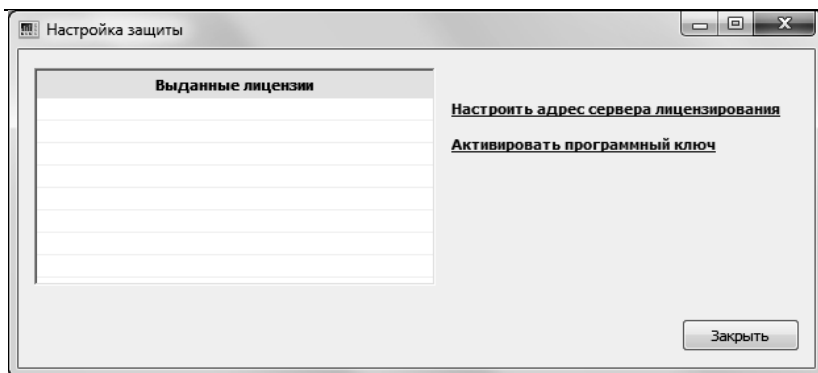 Настройка защиты
Выданные лицензии
Настроить адрес сервера лицензирования
Активировать программный ключ
Закрыть